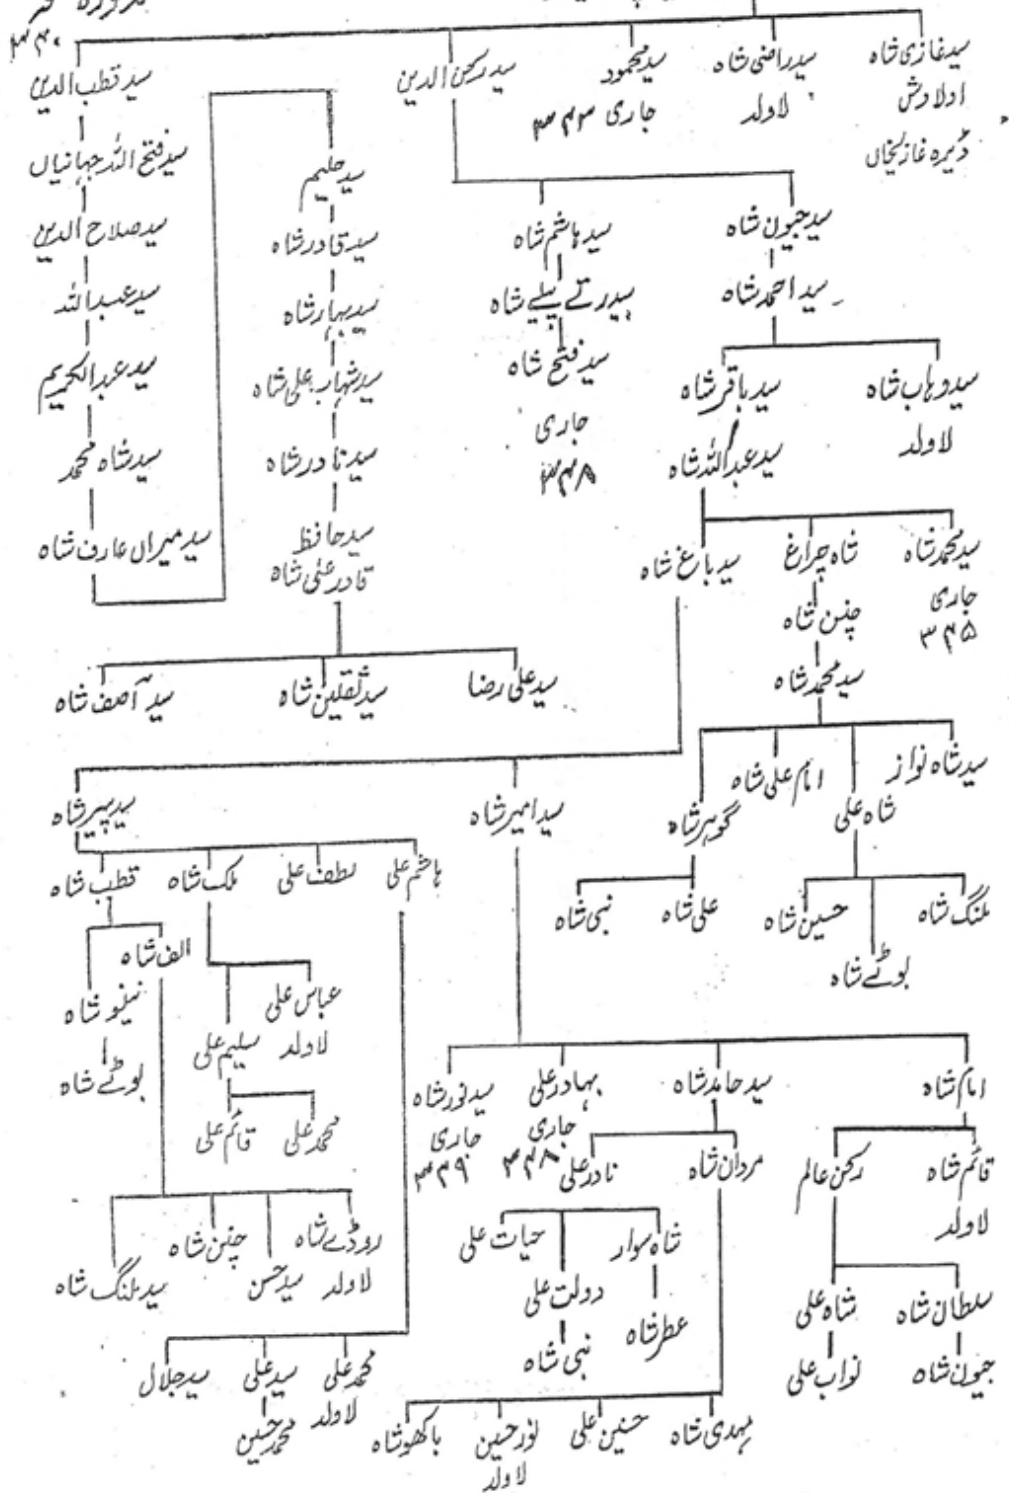 سید غازی شاہ
اولادش
ڈیرہ غازیخاں
سید راضی شاہ
لاولد
سید محمود
جاری ۳۴۲
سید رکن الدین
سید قطب الدین
سید فتح اللہ جہانیاں
سید صلاح الدین
سید عبداللہ
سید عبدالکریم
سید شاہ محمد
سید میراں عارف شاہ
سید حلیم
سید قادر شاہ
سید بہار شاہ
سید شہاب علی شاہ
سید نادر شاہ
سید حافظ
قادر علی شاہ
سید علی رضا
سید ثقلین شاہ
سید آصف شاہ
سید جیون شاہ
سید احمد شاہ
سید ہاشم شاہ
سید رتے پیلے شاہ
سید فتح شاہ
جاری
۳۴۸
سید وہاب شاہ
لاولد
سید باقر شاہ
سید عبداللہ شاہ
سید محمد شاہ
جاری
۳۴۵
شاہ چراغ
چنن شاہ
سید محمد شاہ
سید باغ شاہ
سید شاہ نواز
شاہ علی
امام علی شاہ
گوہر شاہ
ملنگ شاہ
بوٹے شاہ
حسین شاہ
علی شاہ
نبی شاہ
سید امیر شاہ
سید پیر شاہ
ہاشم علی
لطف علی
ملک شاہ
قطب شاہ
الف شاہ
بوٹے شاہ
عباس علی
لاولد
سلیم علی
محمد علی
قائم علی
روڈے شاہ
لاولد
سید حسن
چنن شاہ
سید ملنگ شاہ
محمد علی
لاولد
سید علی
محمد حسین
سید جلال
امام شاہ
سید حامد شاہ
بہادر علی
جاری
۳۳۸
سید نور شاہ
جاری
۳۳۹
قائم شاہ
لاولد
رکن عالم
سلطان شاہ
جیون شاہ
شاہ علی
نواب علی
مردان شاہ
نادر علی
شاہ سوار
عطر شاہ
دولت علی
نبی شاہ
حیات علی
مہدی شاہ
حسنین علی
نور حسین
لاولد
باکھو شاہ